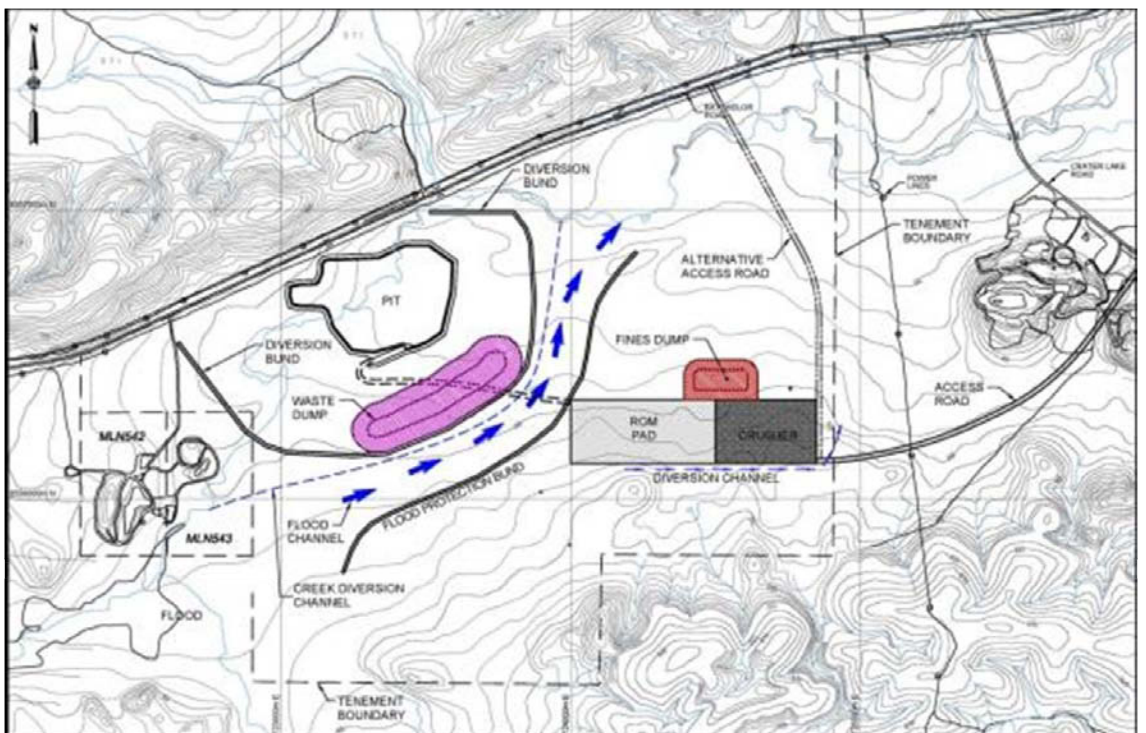 N
DIVERSION
BUND
POWER
LINES
TENEMENT
BOUNDARY
ALTERNATIVE
ACCESS ROAD
PIT
DIVERSION
BUND
FINES DUMP
ACCESS
ROAD
WASTE
DUMP
ROM
PAD
CRUSHER
MLN542
DIVERSION CHANNEL
FLOOD PROTECTION BUND
FLOOD
CHANNEL
MLN543
CREEK DIVERSION
CHANNEL
FLOOD
TENEMENT
BOUNDARY